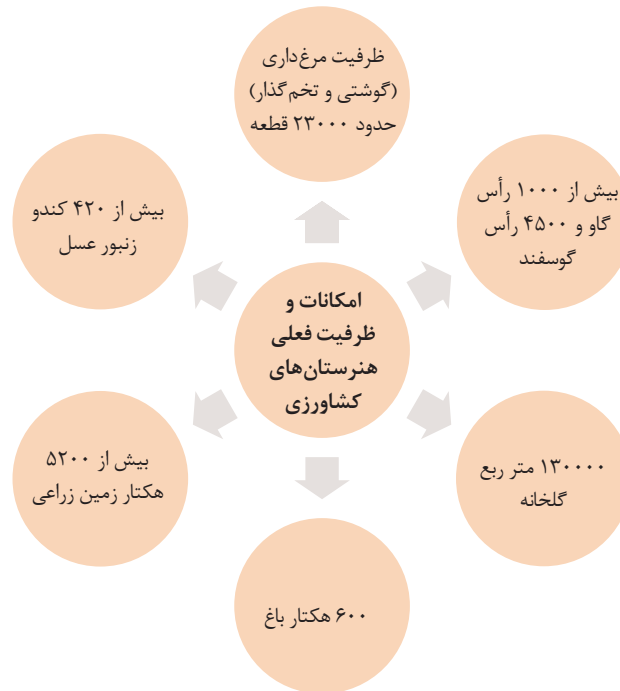 ظرفیت مرغ‌داری
(گوشتی و تخم‌گذار)
حدود ۲۳۰۰۰ قطعه
بیش از ۱۰۰۰ رأس
گاو و ۴۵۰۰ رأس
گوسفند
بیش از ۴۲۰ کندو
زنبور عسل
امکانات و
ظرفیت فعلی
هنرستان‌های
کشاورزی
۱۳۰۰۰۰ متر ربع
گلخانه
بیش از ۵۲۰۰
هکتار زمین زراعی
۶۰۰ هکتار باغ